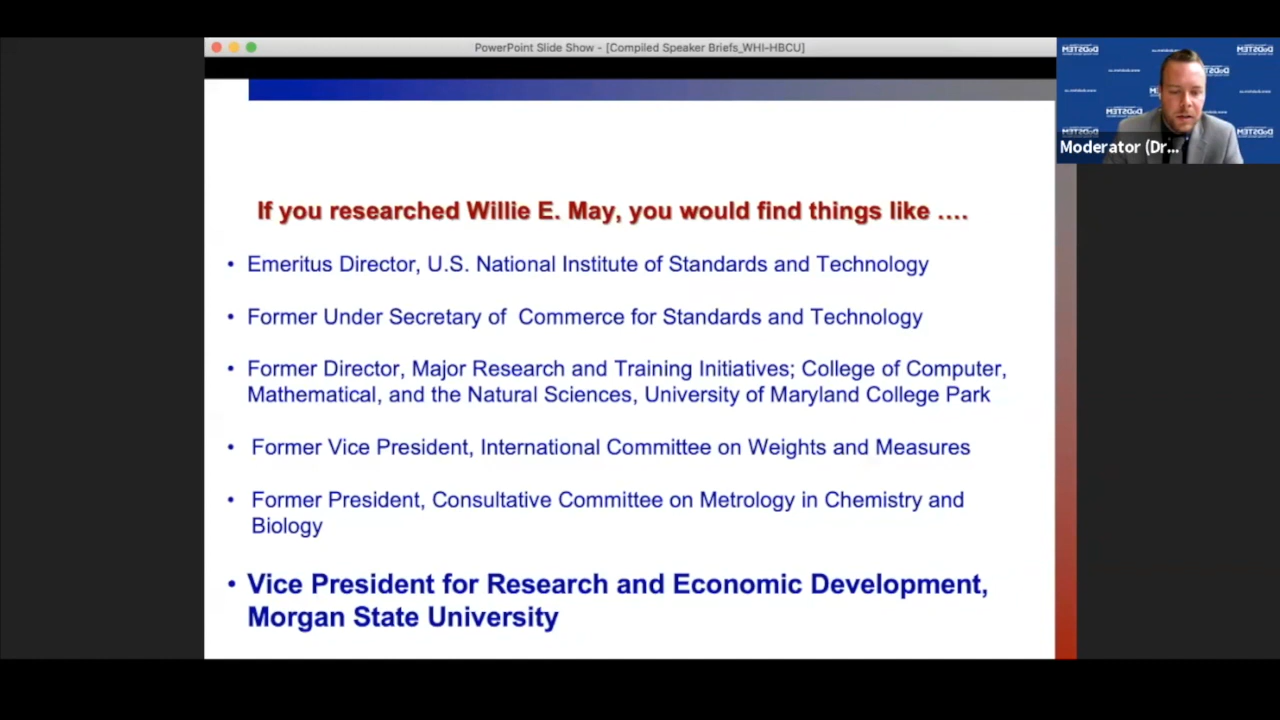 PowerPoint Slide Show - [Compiled Speaker Briefs_WHI-HBCU]
Moderator (Dr...
If you researched Willie E. May, you would find things like ....
• Emeritus Director, U.S. National Institute of Standards and Technology
• Former Under Secretary of Commerce for Standards and Technology
• Former Director, Major Research and Training Initiatives; College of Computer,
Mathematical, and the Natural Sciences, University of Maryland College Park
• Former Vice President, International Committee on Weights and Measures
• Former President, Consultative Committee on Metrology in Chemistry and
Biology
• Vice President for Research and Economic Development,
Morgan State University